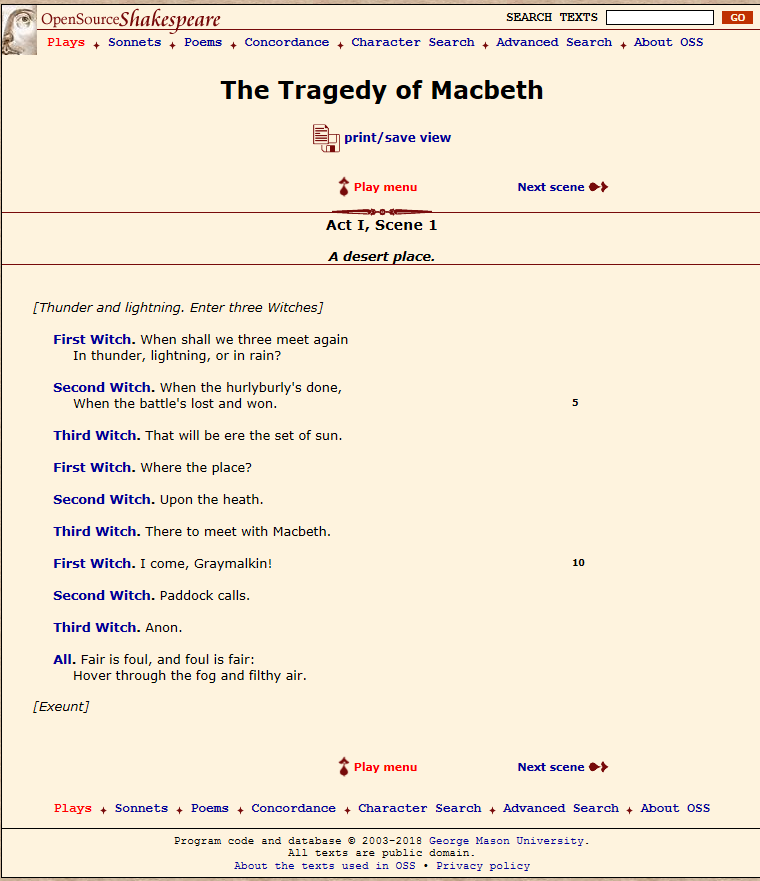 OpenSourceShakespeare SEARCH TEXTS GO
Plays Sonnets Poems Concordance Character Search Advanced Search About OSS
The Tragedy of Macbeth
print/save view
Play menu Next scene
Act I, Scene 1
A desert place.
[Thunder and lightning. Enter three Witches]
First Witch. When shall we three meet again
In thunder, lightning, or in rain?
Second Witch. When the hurlyburly's done,
When the battle's lost and won. 5
Third Witch. That will be ere the set of sun.
First Witch. Where the place?
Second Witch. Upon the heath.
Third Witch. There to meet with Macbeth.
First Witch. I come, Graymalkin! 10
Second Witch. Paddock calls.
Third Witch. Anon.
All. Fair is foul, and foul is fair:
Hover through the fog and filthy air.
[Exeunt]
Play menu Next scene
Plays Sonnets Poems Concordance Character Search Advanced Search About OSS
Program code and database © 2003-2018 George Mason University.
All texts are public domain.
About the texts used in OSS • Privacy policy